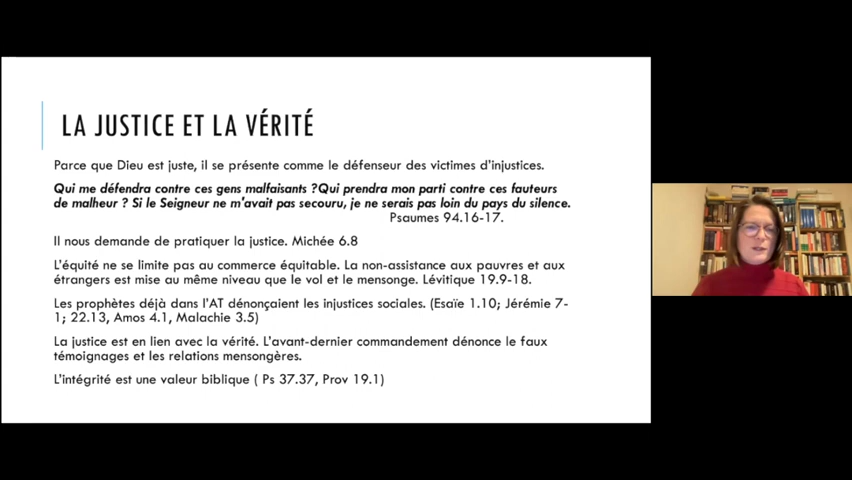 LA JUSTICE ET LA VÉRITÉ
Parce que Dieu est juste, il se présente comme le défenseur des victimes d'injustices.
Qui me défendra contre ces gens malfaisants ?Qui prendra mon parti contre ces fauteurs
de malheur ? Si le Seigneur ne m'avait pas secouru, je ne serais pas loin du pays du silence.
Psaumes 94.16-17.
Il nous demande de pratiquer la justice. Michée 6.8
L'équité ne se limite pas au commerce équitable. La non-assistance aux pauvres et aux
étrangers est mise au même niveau que le vol et le mensonge. Lévitique 19.9-18.
Les prophètes déjà dans l'AT dénonçaient les injustices sociales. (Esaïe 1.10; Jérémie 7-
1; 22.13, Amos 4.1, Malachie 3.5)
La justice est en lien avec la vérité. L'avant-dernier commandement dénonce le faux
témoignages et les relations mensongères.
L'intégrité est une valeur biblique ( Ps 37.37, Prov 19.1)